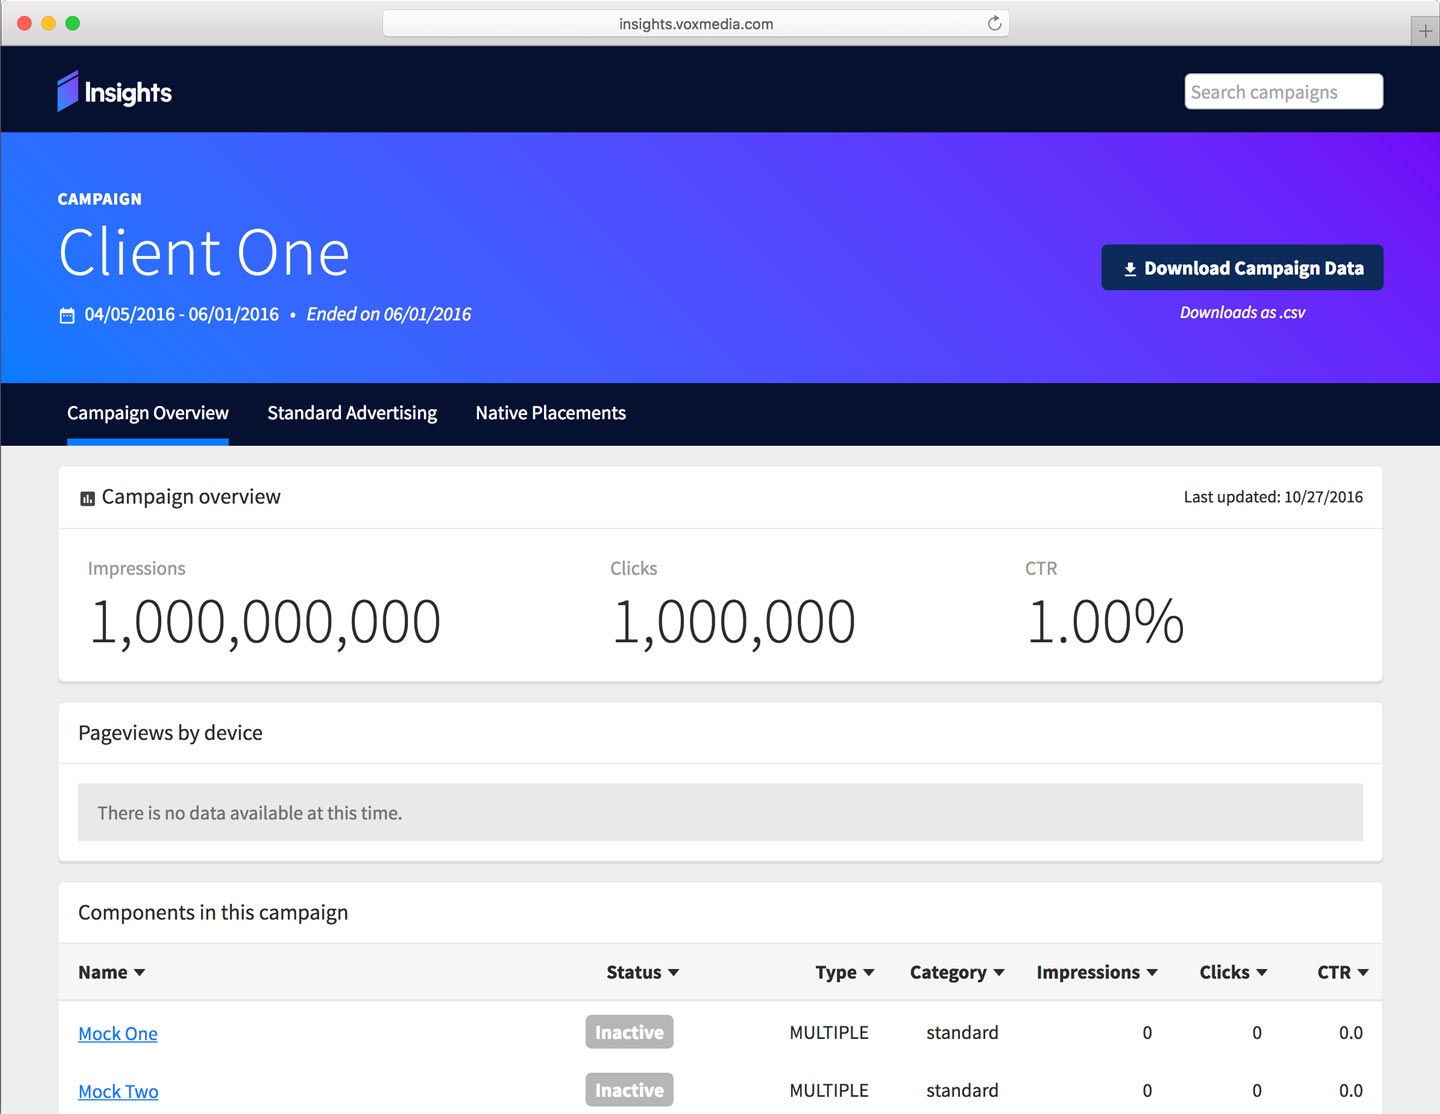 insights.voxmedia.com
Insights
Search campaigns
CAMPAIGN
Client One
04/05/2016 - 06/01/2016 • Ended on 06/01/2016
Download Campaign Data
Downloads as .csv
Campaign Overview Standard Advertising Native Placements
Campaign overview Last updated: 10/27/2016
Impressions Clicks CTR
1,000,000,000 1,000,000 1.00%
Pageviews by device
There is no data available at this time.
Components in this campaign
Name Status Type Category Impressions Clicks CTR
Mock One Inactive MULTIPLE standard 0 0 0.0
Mock Two Inactive MULTIPLE standard 0 0 0.0